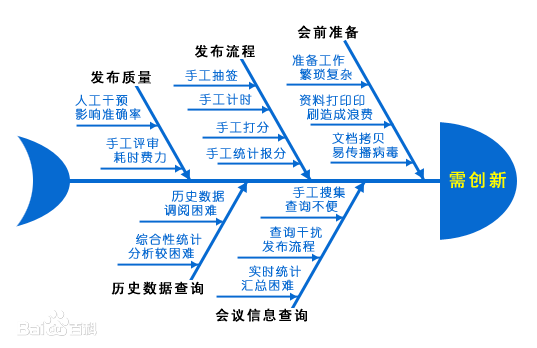 会前准备
准备工作
繁琐复杂
资料打印印
刷造成浪费
文档拷贝
易传播病毒
发布流程
手工抽签
手工计时
手工打分
手工统计报分
发布质量
人工干预
影响准确率
手工评审
耗时费力
需创新
历史数据
调阅困难
综合性统计
分析较困难
历史数据查询
手工搜集
查询不便
查询干扰
发布流程
实时统计
汇总困难
会议信息查询
Baidu百科